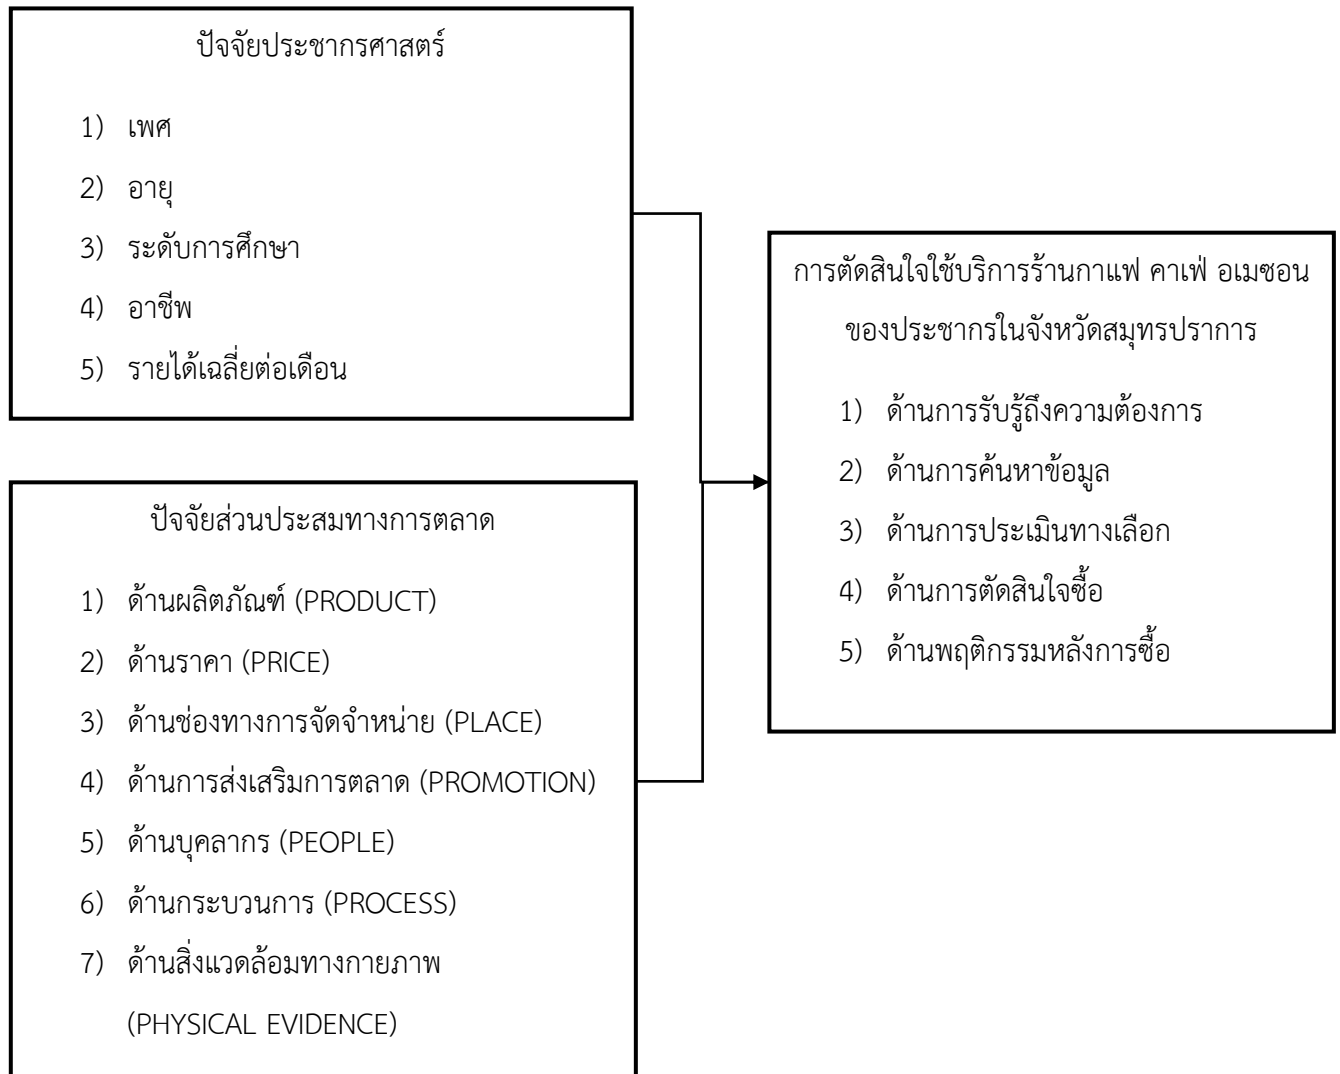 ปัจจัยประชากรศาสตร์
1) เพศ
2) อายุ
3) ระดับการศึกษา
4) อาชีพ
5) รายได้เฉลี่ยต่อเดือน
ปัจจัยส่วนประสมทางการตลาด
1) ด้านผลิตภัณฑ์ (PRODUCT)
2) ด้านราคา (PRICE)
3) ด้านช่องทางการจัดจำหน่าย (PLACE)
4) ด้านการส่งเสริมการตลาด (PROMOTION)
5) ด้านบุคลากร (PEOPLE)
6) ด้านกระบวนการ (PROCESS)
7) ด้านสิ่งแวดล้อมทางกายภาพ
(PHYSICAL EVIDENCE)
การตัดสินใจใช้บริการร้านกาแฟ คาเฟ่ อเมซอน
ของประชากรในจังหวัดสมุทรปราการ
1) ด้านการรับรู้ถึงความต้องการ
2) ด้านการค้นหาข้อมูล
3) ด้านการประเมินทางเลือก
4) ด้านการตัดสินใจซื้อ
5) ด้านพฤติกรรมหลังการซื้อ